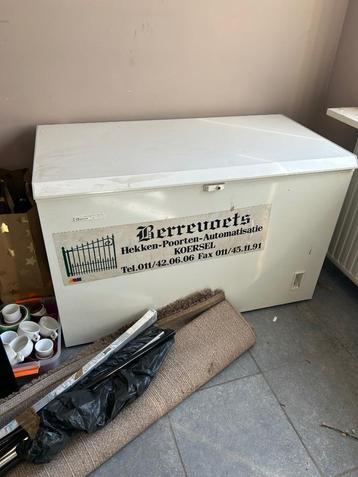 Berrevoets
Hekken-Poorten-Automatisatie
KOERSEL
Tel.011/42.06.06 Fax 011/45.11.91